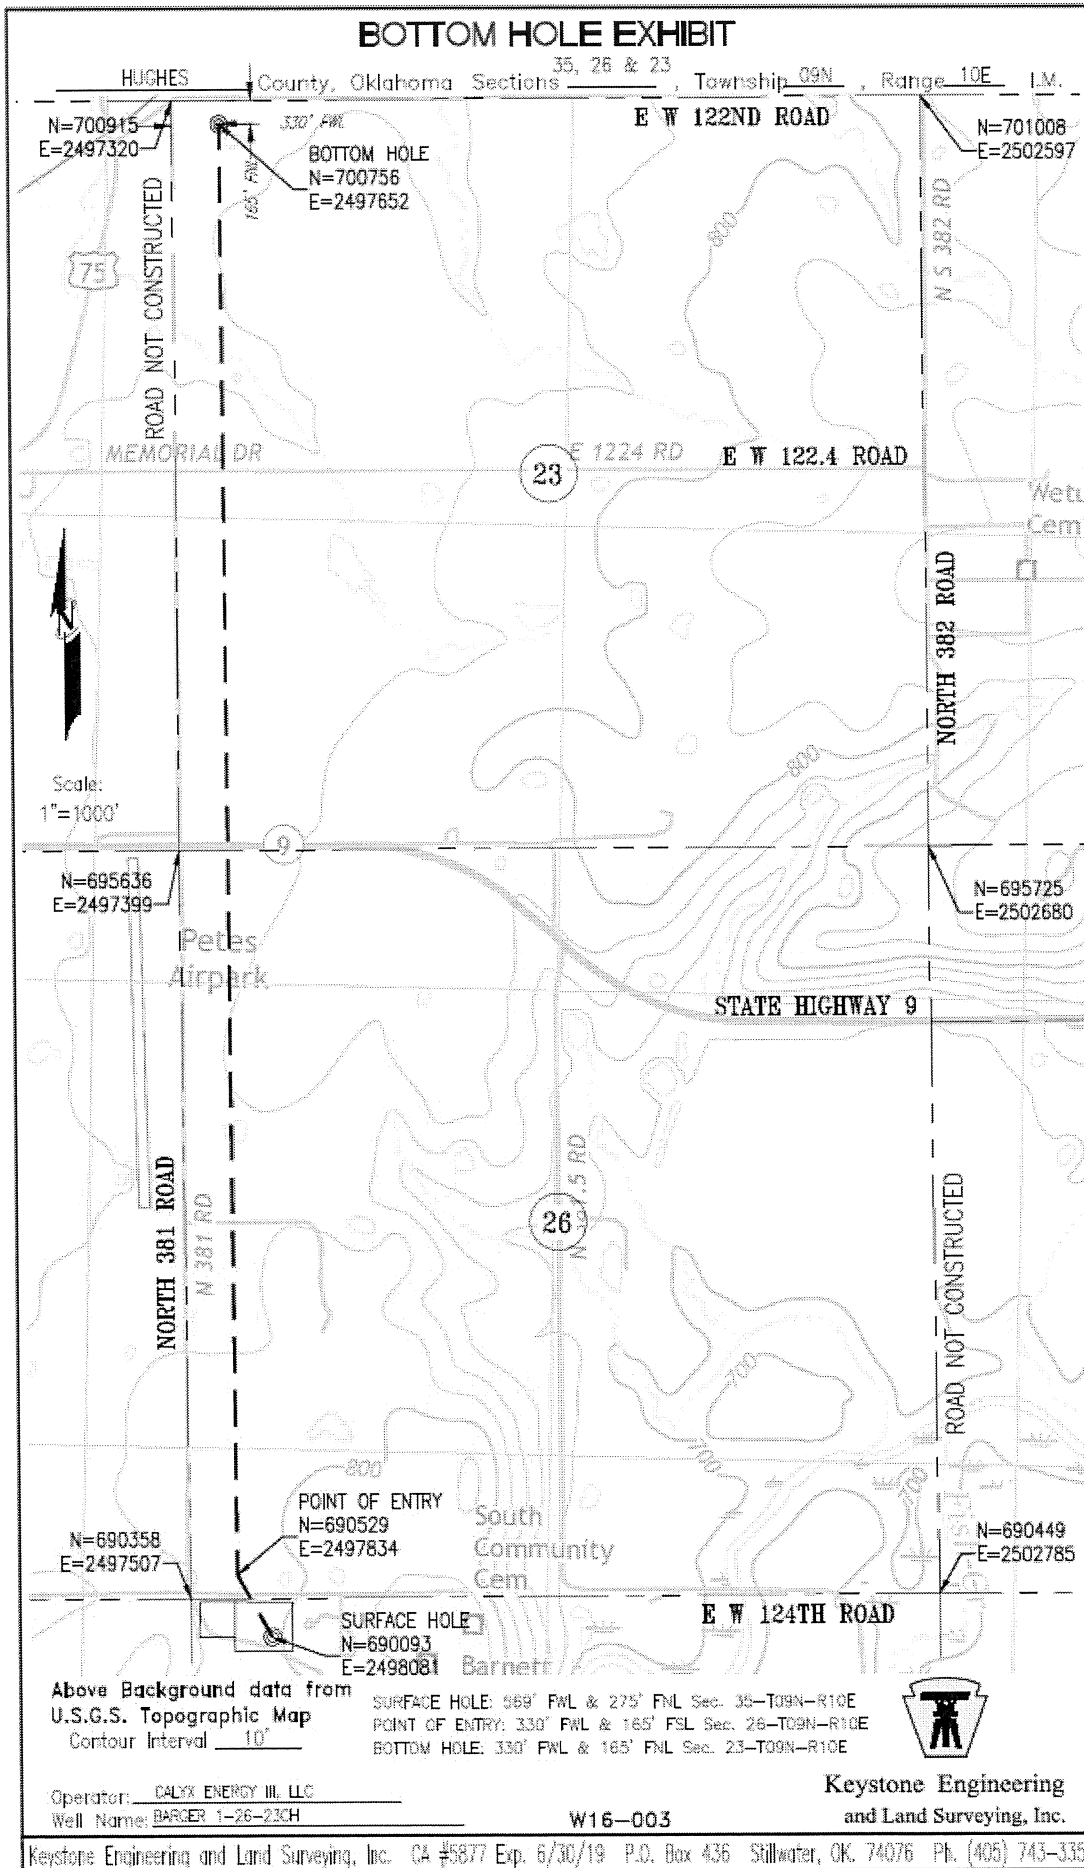 BOTTOM HOLE EXHIBIT
HUGHES County, Oklahoma Sections 35, 26 & 23, Township 09N, Range 10E I.M.
N=700915
E=2497320
330' FWL
165' FNL
BOTTOM HOLE
N=700756
E=2497652
E W 122ND ROAD
N=701008
E=2502597
75
ROAD NOT CONSTRUCTED
800
N S 382 RD
MEMORIAL DR
23
E 1224 RD
E W 122.4 ROAD
Wetu
Cem
NORTH 382 ROAD
N
Scale:
1"=1000'
800
9
N=695636
E=2497399
N=695725
E=2502680
Petes
Airpark
STATE HIGHWAY 9
NORTH 381 ROAD
N 381 RD
26
ROAD NOT CONSTRUCTED
700
700
700
800
POINT OF ENTRY
N=690529
E=2497834
South
Community
Cem
N=690358
E=2497507
N=690449
E=2502785
SURFACE HOLE
N=690093
E=2498081
E W 124TH ROAD
Barnett
Above Background data from
U.S.G.S. Topographic Map
Contour Interval 10'
SURFACE HOLE: 569' FWL & 275' FNL Sec. 35-T09N-R10E
POINT OF ENTRY: 330' FWL & 165' FSL Sec. 26-T09N-R10E
BOTTOM HOLE: 330' FWL & 165' FNL Sec. 23-T09N-R10E
Operator: CALYX ENERGY III, LLC
Well Name: BARGER 1-26-23CH
W16-003
Keystone Engineering
and Land Surveying, Inc.
Keystone Engineering and Land Surveying, Inc. CA #5877 Exp. 6/30/19 P.O. Box 436 Stillwater, OK. 74076 Ph. (405) 743-335